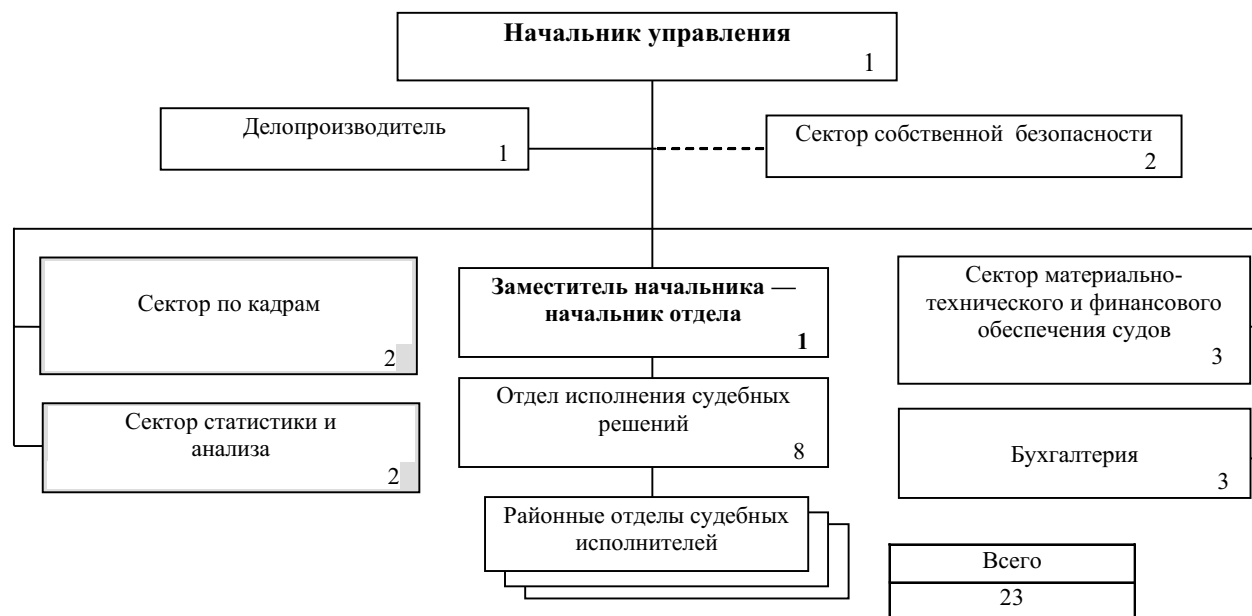 Начальник управления
1
Делопроизводитель
1
Сектор собственной безопасности
2
Сектор по кадрам
2
Заместитель начальника —
начальник отдела
1
Сектор материально-
технического и финансового
обеспечения судов
3
Сектор статистики и
анализа
2
Отдел исполнения судебных
решений
8
Бухгалтерия
3
Районные отделы судебных
исполнителей
Всего
23